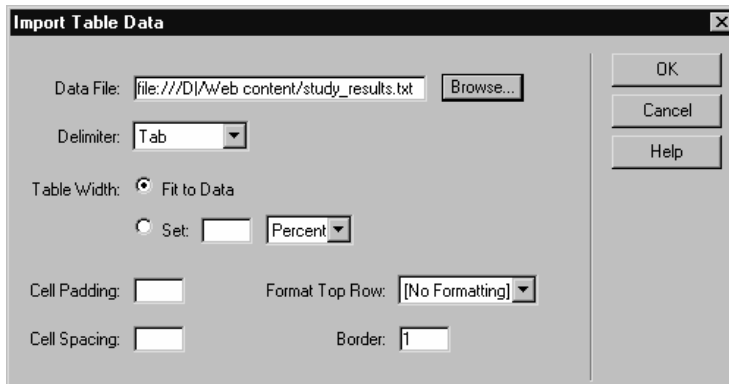 Import Table Data
Data File: file:///D|/Web content/study_results.txt Browse... OK
Delimiter: Tab Cancel
Help
Table Width: Fit to Data
Set: Percent
Cell Padding: Format Top Row: [No Formatting]
Cell Spacing: Border: 1